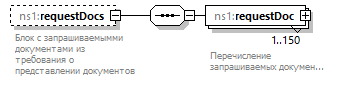 ns1:requestDocs
ns1:requestDoc
1..150
Блок с запрашиваемыми
документами из
требования о
представлении документов
Перечисление
запрашиваемых докумен...